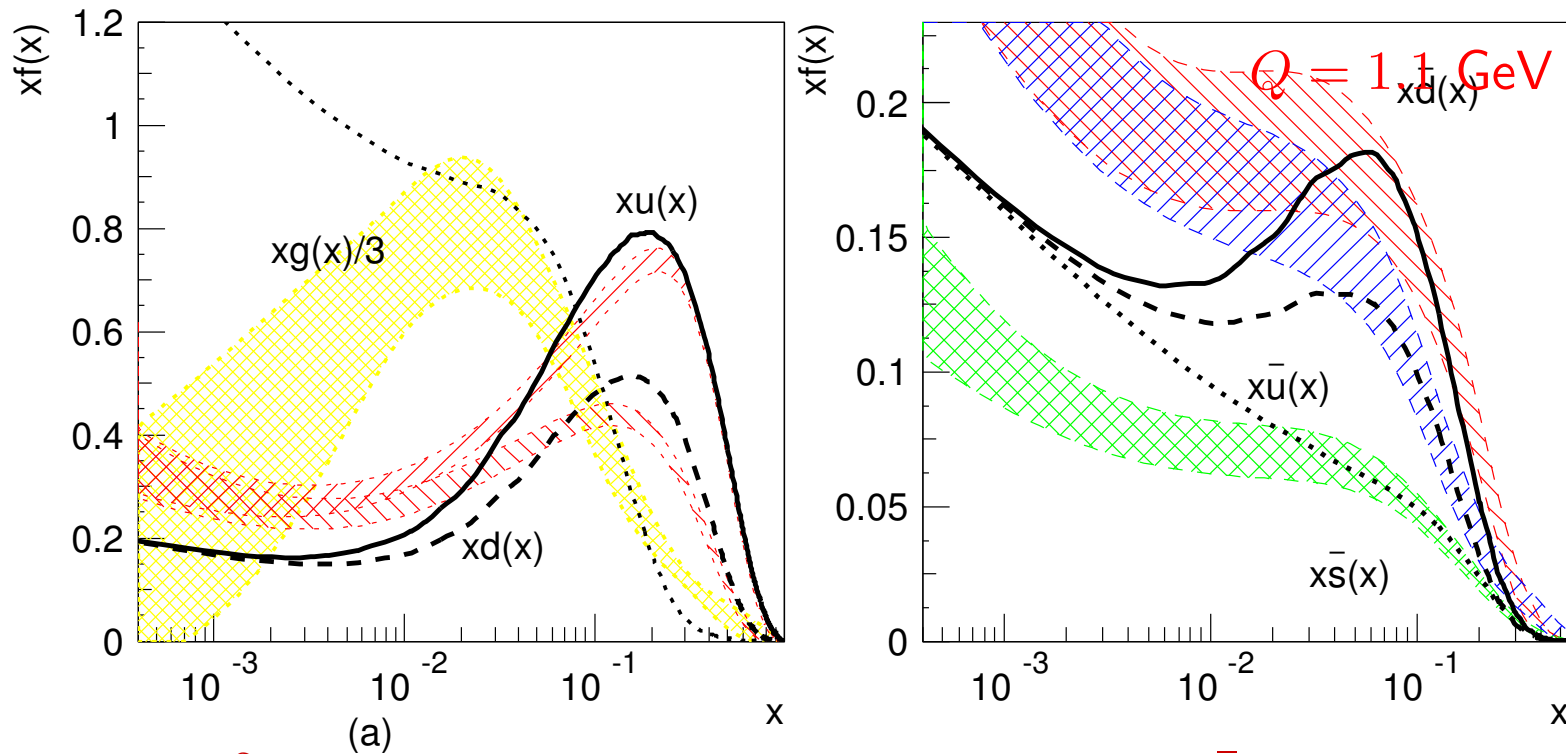 xf(x)
1.2
1
0.8
0.6
0.4
0.2
0
xg(x)/3
xu(x)
xd(x)
10⁻³
10⁻²
10⁻¹
x
(a)
xf(x)
0.2
0.15
0.1
0.05
0
Q = 1.1 GeV
xd̄(x)
xū(x)
xs̄(x)
10⁻³
10⁻²
10⁻¹
x